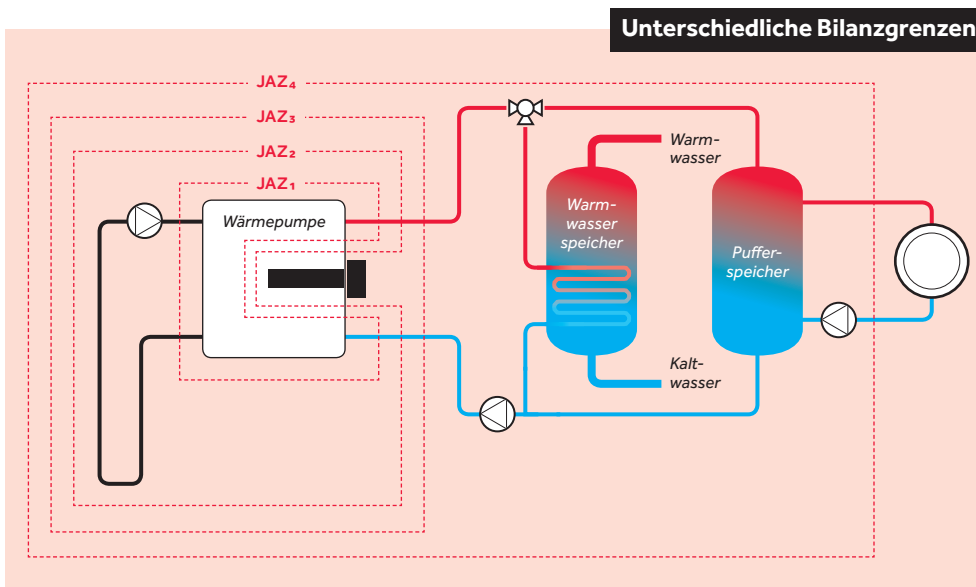 Unterschiedliche Bilanzgrenzen
JAZ₄
JAZ₃
JAZ₂
JAZ₁
Wärmepumpe
Warm-
wasser
Warm-
wasser
speicher
Puffer-
speicher
Kalt-
wasser